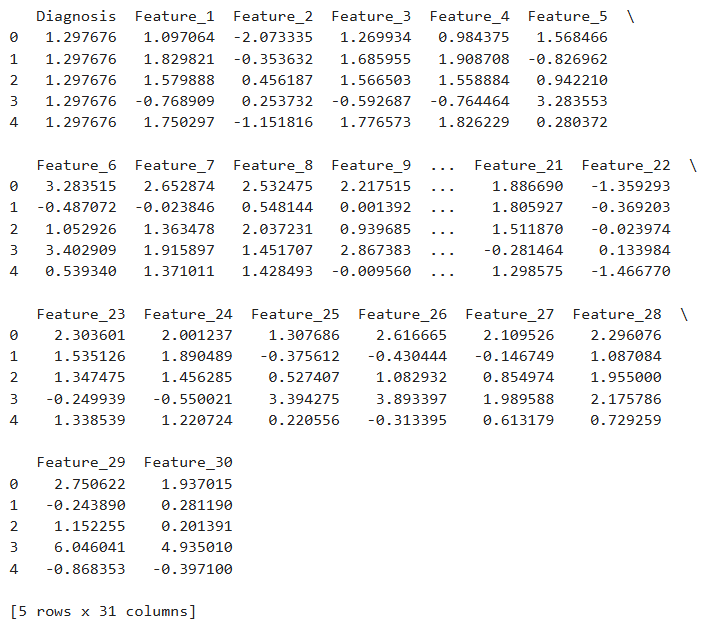 Diagnosis Feature_1 Feature_2 Feature_3 Feature_4 Feature_5 \
0 1.297676 1.097064 -2.073335 1.269934 0.984375 1.568466
1 1.297676 1.829821 -0.353632 1.685955 1.908708 -0.826962
2 1.297676 1.579888 0.456187 1.566503 1.558884 0.942210
3 1.297676 -0.768909 0.253732 -0.592687 -0.764464 3.283553
4 1.297676 1.750297 -1.151816 1.776573 1.826229 0.280372
Feature_6 Feature_7 Feature_8 Feature_9 ... Feature_21 Feature_22 \
0 3.283515 2.652874 2.532475 2.217515 ... 1.886690 -1.359293
1 -0.487072 -0.023846 0.548144 0.001392 ... 1.805927 -0.369203
2 1.052926 1.363478 2.037231 0.939685 ... 1.511870 -0.023974
3 3.402909 1.915897 1.451707 2.867383 ... -0.281464 0.133984
4 0.539340 1.371011 1.428493 -0.009560 ... 1.298575 -1.466770
Feature_23 Feature_24 Feature_25 Feature_26 Feature_27 Feature_28 \
0 2.303601 2.001237 1.307686 2.616665 2.109526 2.296076
1 1.535126 1.890489 -0.375612 -0.430444 -0.146749 1.087084
2 1.347475 1.456285 0.527407 1.082932 0.854974 1.955000
3 -0.249939 -0.550021 3.394275 3.893397 1.989588 2.175786
4 1.338539 1.220724 0.220556 -0.313395 0.613179 0.729259
Feature_29 Feature_30
0 2.750622 1.937015
1 -0.243890 0.281190
2 1.152255 0.201391
3 6.046041 4.935010
4 -0.868353 -0.397100
[5 rows x 31 columns]